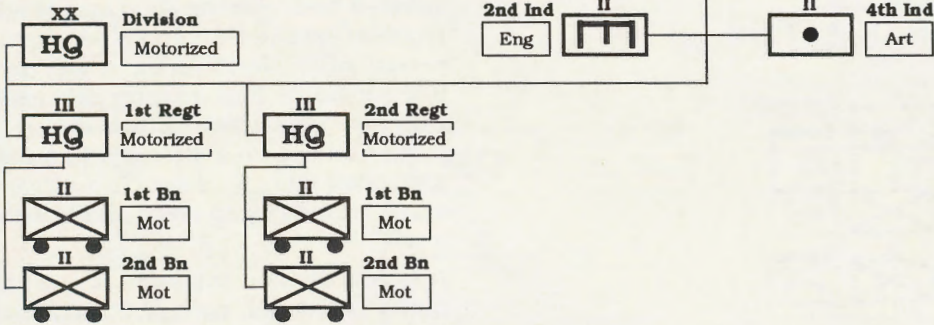 XX
Division
HQ
Motorized
2nd Ind
II
Eng
II
4th Ind
Art
III
1st Regt
HQ
Motorized
III
2nd Regt
HQ
Motorized
II
1st Bn
Mot
II
1st Bn
Mot
II
2nd Bn
Mot
II
2nd Bn
Mot